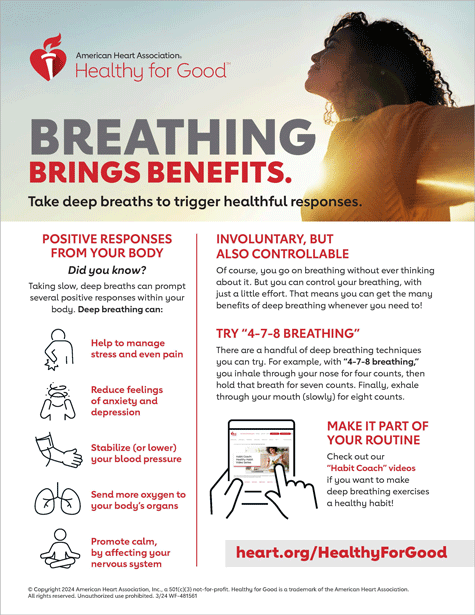 American Heart Association®
Healthy for Good™
BREATHING
BRINGS BENEFITS.
Take deep breaths to trigger healthful responses.
POSITIVE RESPONSES
FROM YOUR BODY
Did you know?
Taking slow, deep breaths can prompt
several positive responses within your
body. Deep breathing can:
Help to manage
stress and even pain
Reduce feelings
of anxiety and
depression
Stabilize (or lower)
your blood pressure
Send more oxygen to
your body's organs
Promote calm,
by affecting your
nervous system
INVOLUNTARY, BUT
ALSO CONTROLLABLE
Of course, you go on breathing without ever thinking
about it. But you can control your breathing, with
just a little effort. That means you can get the many
benefits of deep breathing whenever you need to!
TRY "4-7-8 BREATHING"
There are a handful of deep breathing techniques
you can try. For example, with "4-7-8 breathing,"
you inhale through your nose for four counts, then
hold that breath for seven counts. Finally, exhale
through your mouth (slowly) for eight counts.
MAKE IT PART OF
YOUR ROUTINE
Check out our
"Habit Coach" videos
if you want to make
deep breathing exercises
a healthy habit!
heart.org/HealthyForGood
© Copyright 2024 American Heart Association, Inc., a 501(c)(3) not-for-profit. Healthy for Good is a trademark of the American Heart Association.
All rights reserved. Unauthorized use prohibited. 3/24 WF-481561